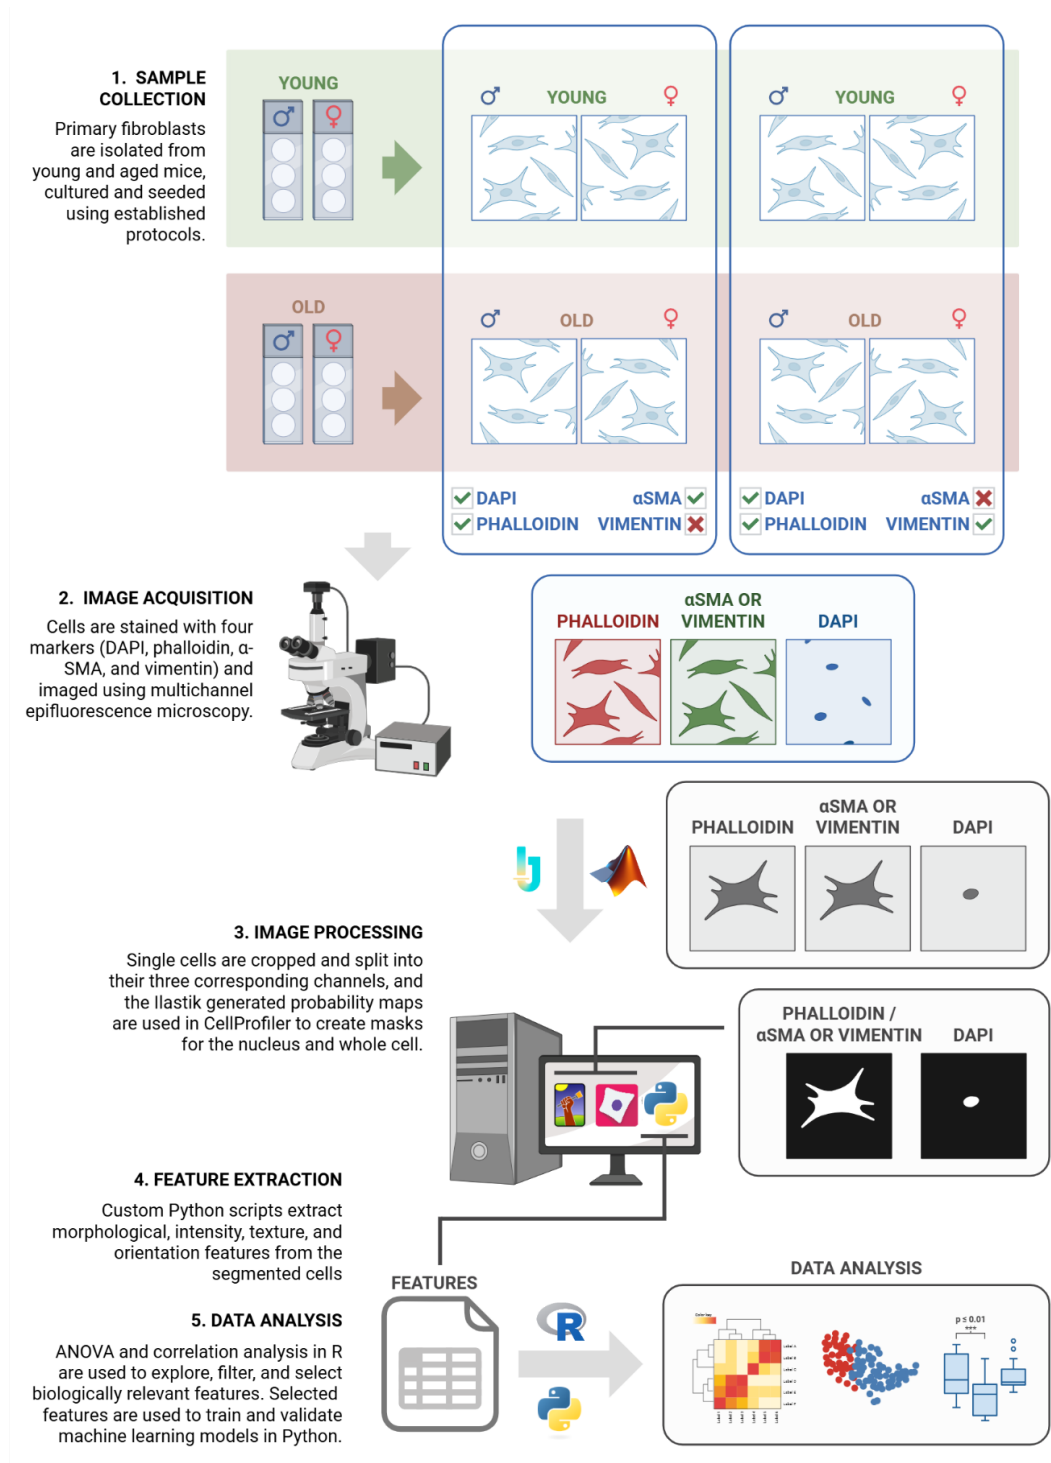 1. SAMPLE
COLLECTION
Primary fibroblasts
are isolated from
young and aged mice,
cultured and seeded
using established
protocols.
YOUNG
♂ ♀
♂ YOUNG ♀
♂ YOUNG ♀
OLD
♂ ♀
♂ OLD ♀
♂ OLD ♀
DAPI αSMA
PHALLOIDIN VIMENTIN
DAPI αSMA
PHALLOIDIN VIMENTIN
2. IMAGE ACQUISITION
Cells are stained with four
markers (DAPI, phalloidin, α-
SMA, and vimentin) and
imaged using multichannel
epifluorescence microscopy.
PHALLOIDIN
αSMA OR
VIMENTIN
DAPI
PHALLOIDIN
αSMA OR
VIMENTIN
DAPI
3. IMAGE PROCESSING
Single cells are cropped and split into
their three corresponding channels, and
the Ilastik generated probability maps
are used in CellProfiler to create masks
for the nucleus and whole cell.
PHALLOIDIN /
αSMA OR VIMENTIN
DAPI
4. FEATURE EXTRACTION
Custom Python scripts extract
morphological, intensity, texture, and
orientation features from the
segmented cells
FEATURES
R
5. DATA ANALYSIS
ANOVA and correlation analysis in R
are used to explore, filter, and select
biologically relevant features. Selected
features are used to train and validate
machine learning models in Python.
DATA ANALYSIS
Color key
p ≤ 0.01
***